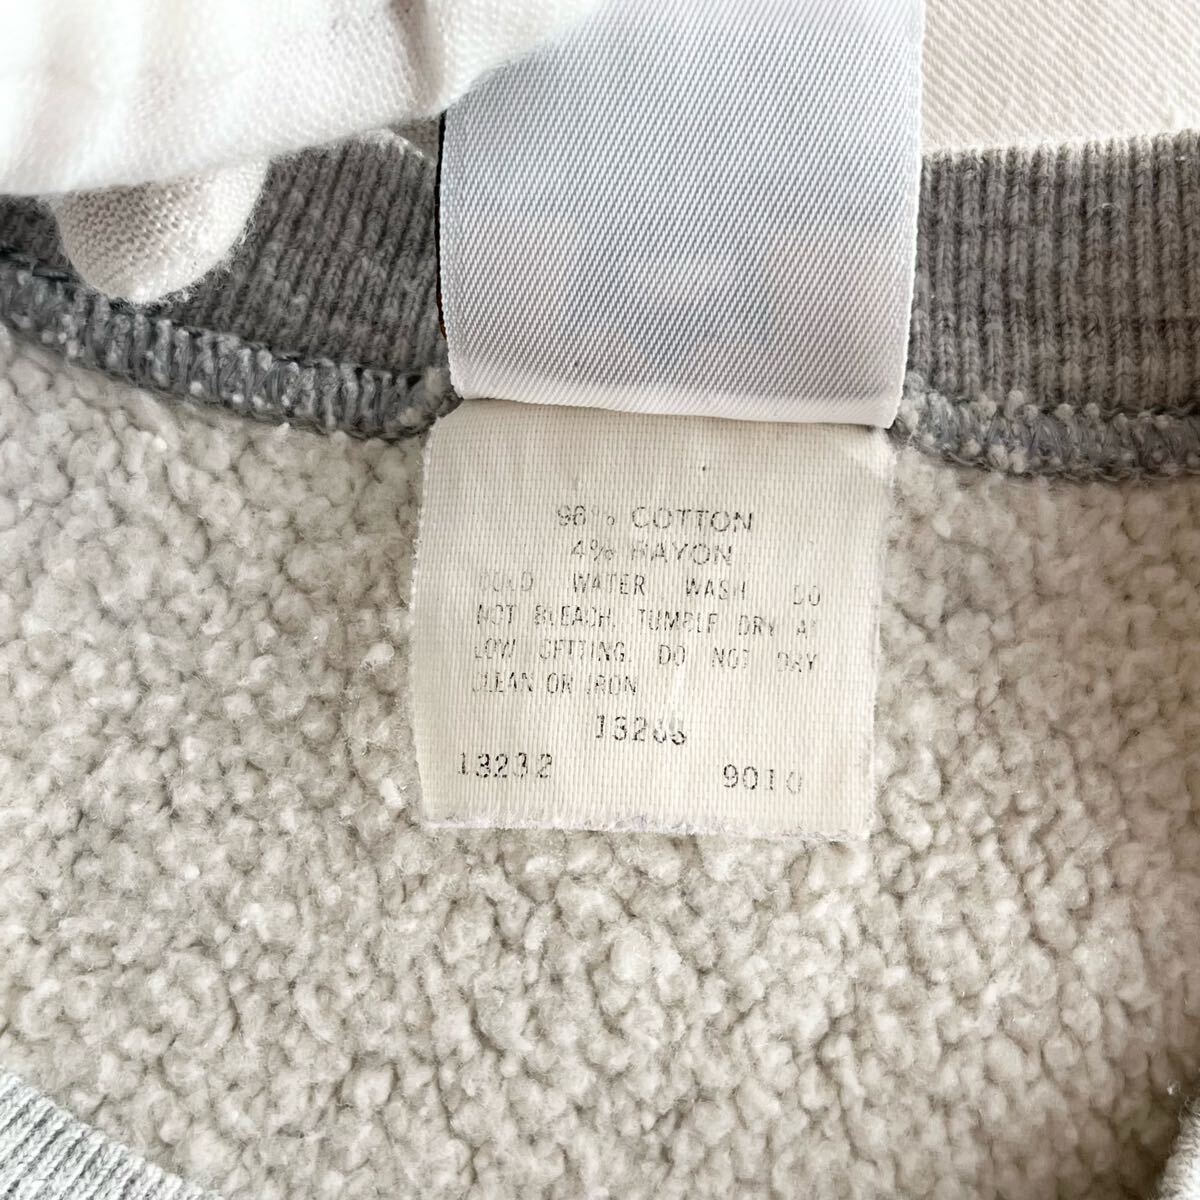 96% COTTON
4% RAYON
COLD WATER WASH. DO
NOT BLEACH. TUMBLE DRY AT
LOW SETTING. DO NOT DRY
CLEAN OR IRON
13232 9010